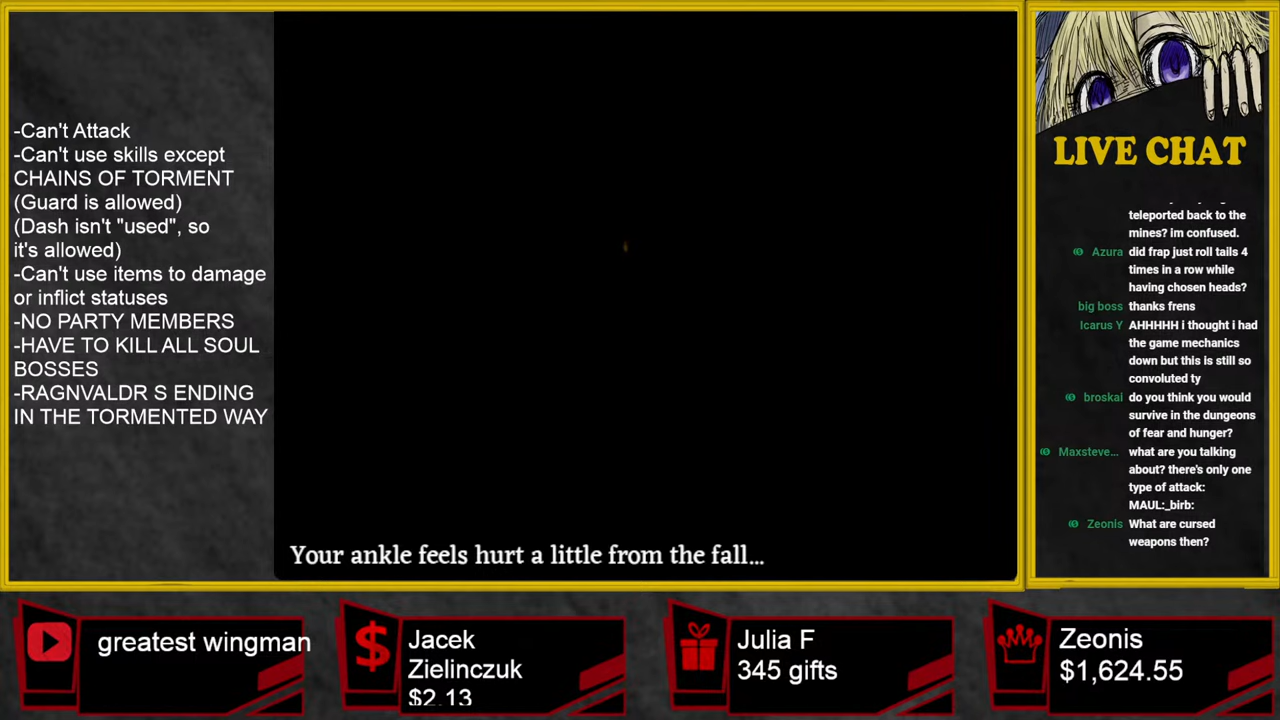 -Can't Attack
-Can't use skills except
CHAINS OF TORMENT
(Guard is allowed)
(Dash isn't "used", so
it's allowed)
-Can't use items to damage
or inflict statuses
-NO PARTY MEMBERS
-HAVE TO KILL ALL SOUL
BOSSES
-RAGNVALDR S ENDING
IN THE TORMENTED WAY
Your ankle feels hurt a little from the fall...
LIVE CHAT
teleported back to the
mines? im confused.
Azura did frap just roll tails 4
times in a row while
having chosen heads?
big boss thanks frens
Icarus Y AHHHHH i thought i had
the game mechanics
down but this is still so
convoluted ty
broskai do you think you would
survive in the dungeons
of fear and hunger?
Maxsteve... what are you talking
about? there's only one
type of attack:
MAUL:_birb:
Zeonis What are cursed
weapons then?
greatest wingman
Jacek
Zielinczuk
$2.13
Julia F
345 gifts
Zeonis
$1,624.55